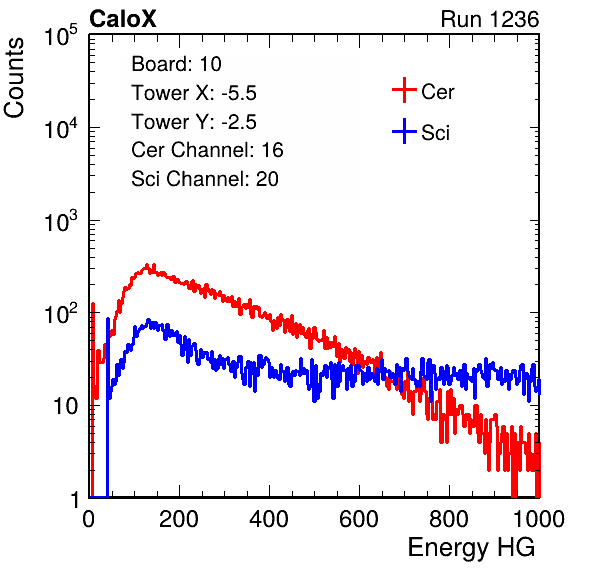 CaloX Run 1236
Counts
10^5
10^4
10^3
10^2
10
1
Board: 10
Tower X: -5.5
Tower Y: -2.5
Cer Channel: 16
Sci Channel: 20
Cer
Sci
0 200 400 600 800 1000
Energy HG